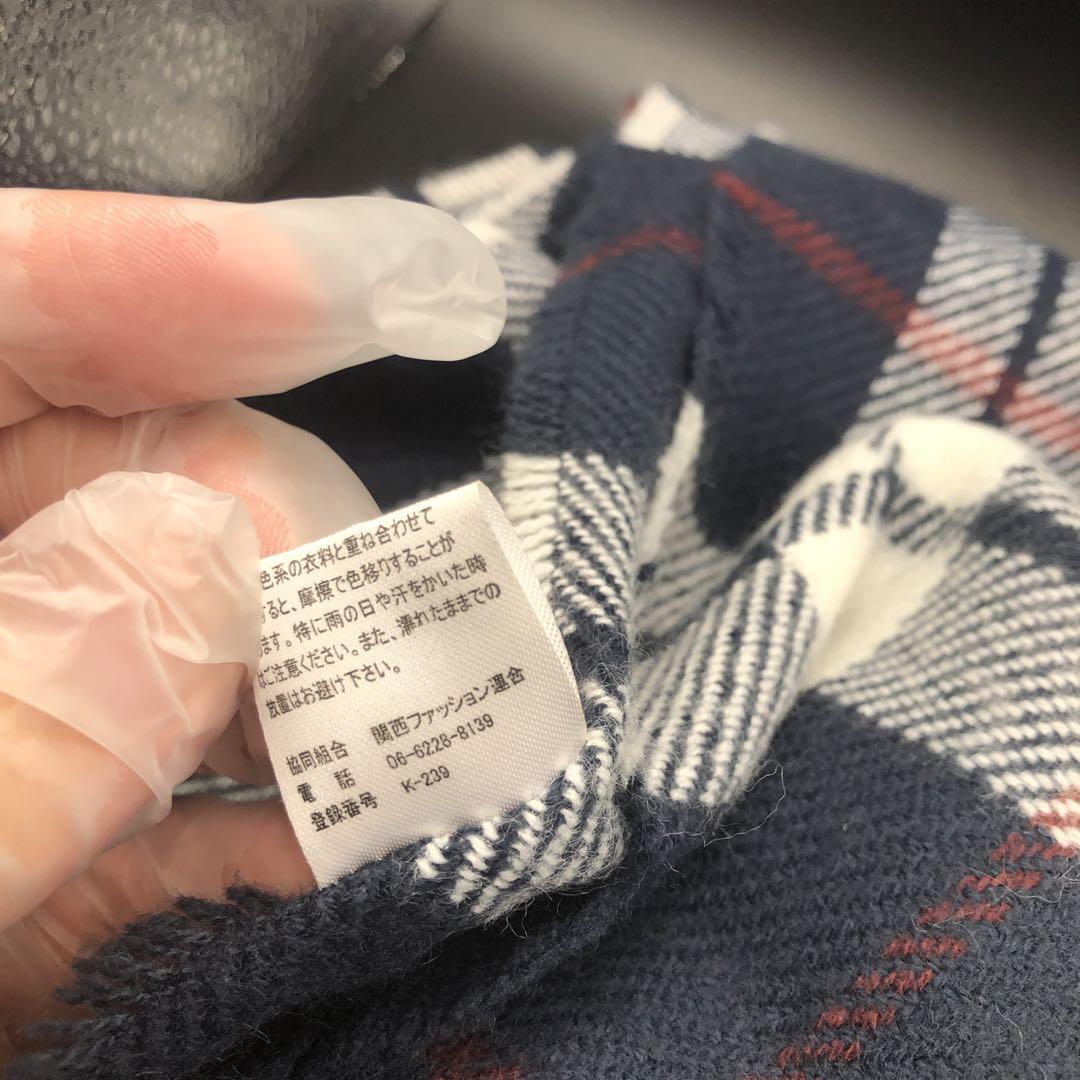 色系の衣料と重ね合わせて
すると、摩擦で色移りすることが
ます。特に雨の日や汗をかいた時
はご注意ください。また、濡れたままでの
放置はお避け下さい。
協同組合 関西ファッション連合
電 話 06-6228-8139
登録番号 K-239